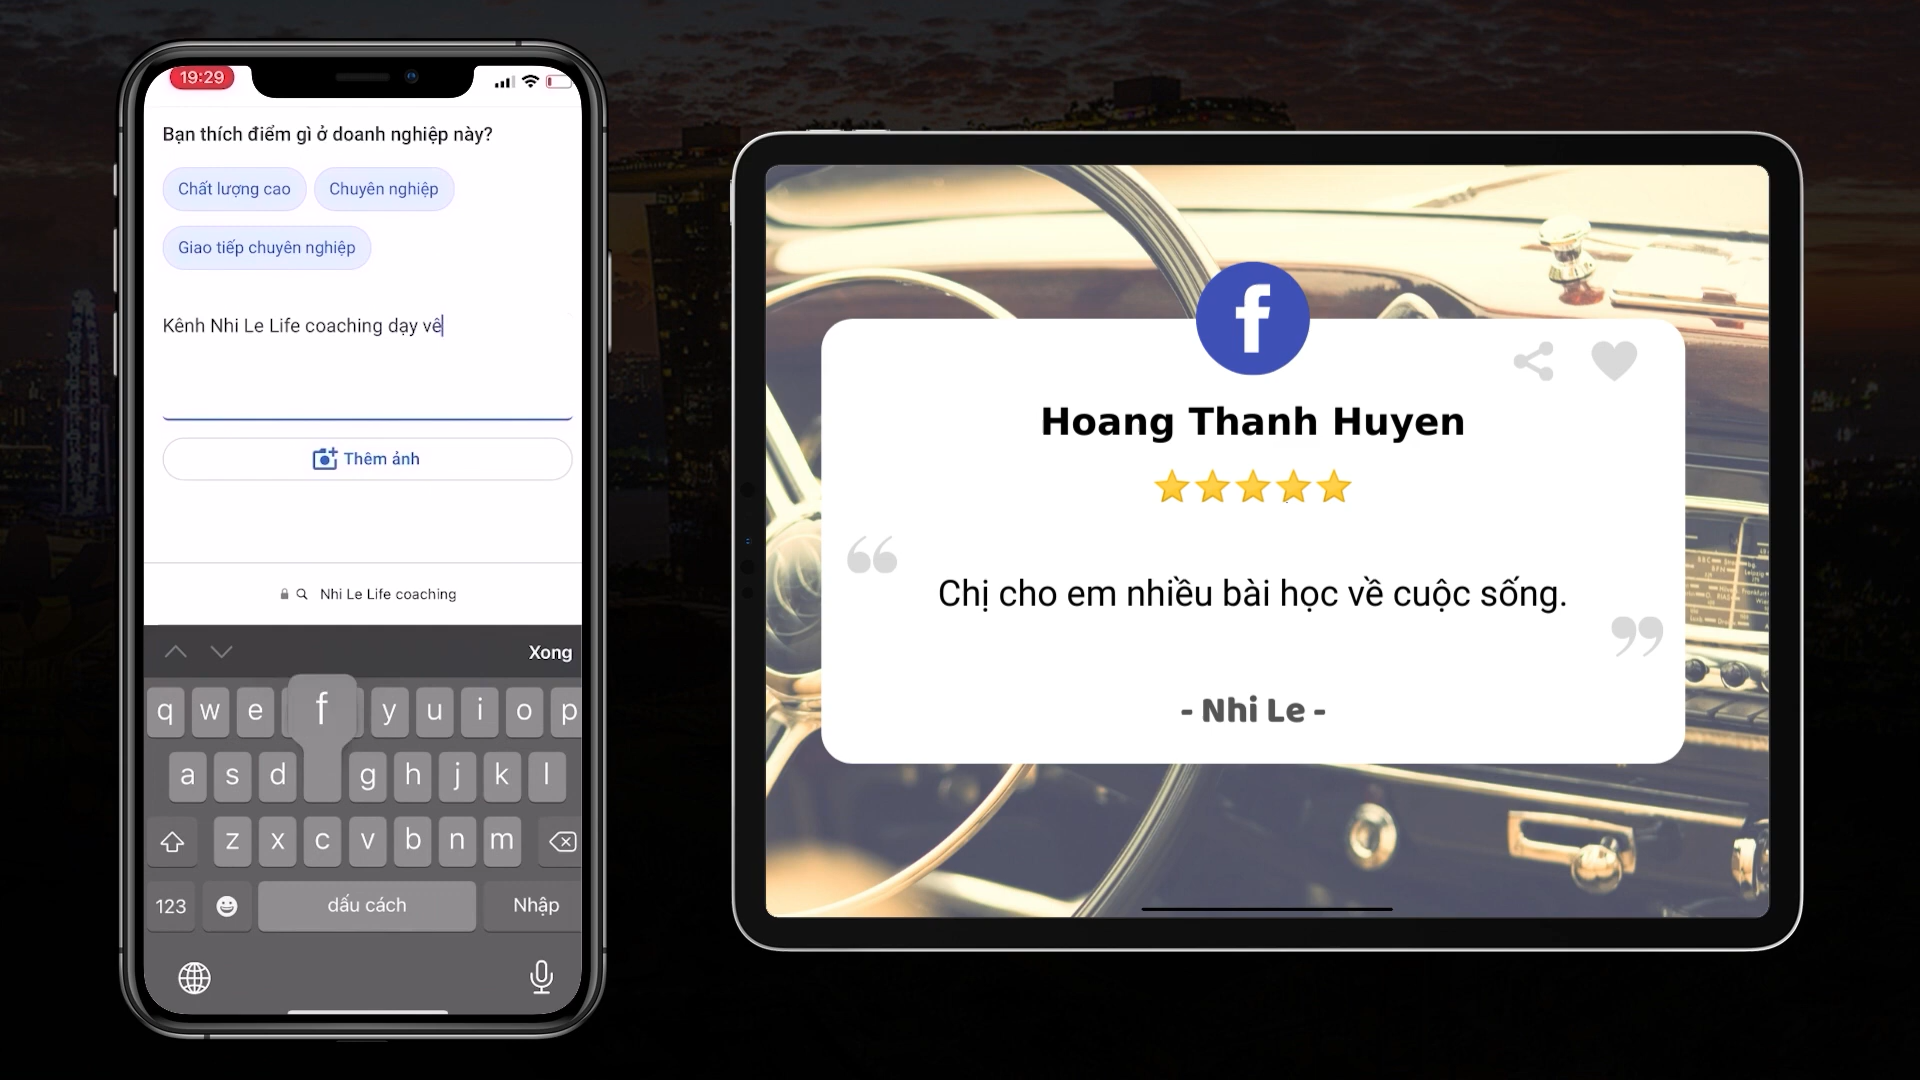 19:29
Bạn thích điểm gì ở doanh nghiệp này?
Chất lượng cao
Chuyên nghiệp
Giao tiếp chuyên nghiệp
Kênh Nhi Le Life coaching dạy vê
Thêm ảnh
Nhi Le Life coaching
Xong
q w e f y u i o p
a s d g h j k l
z x c v b n m
123 dấu cách Nhập
f
Hoang Thanh Huyen
“
Chị cho em nhiều bài học về cuộc sống.
”
- Nhi Le -